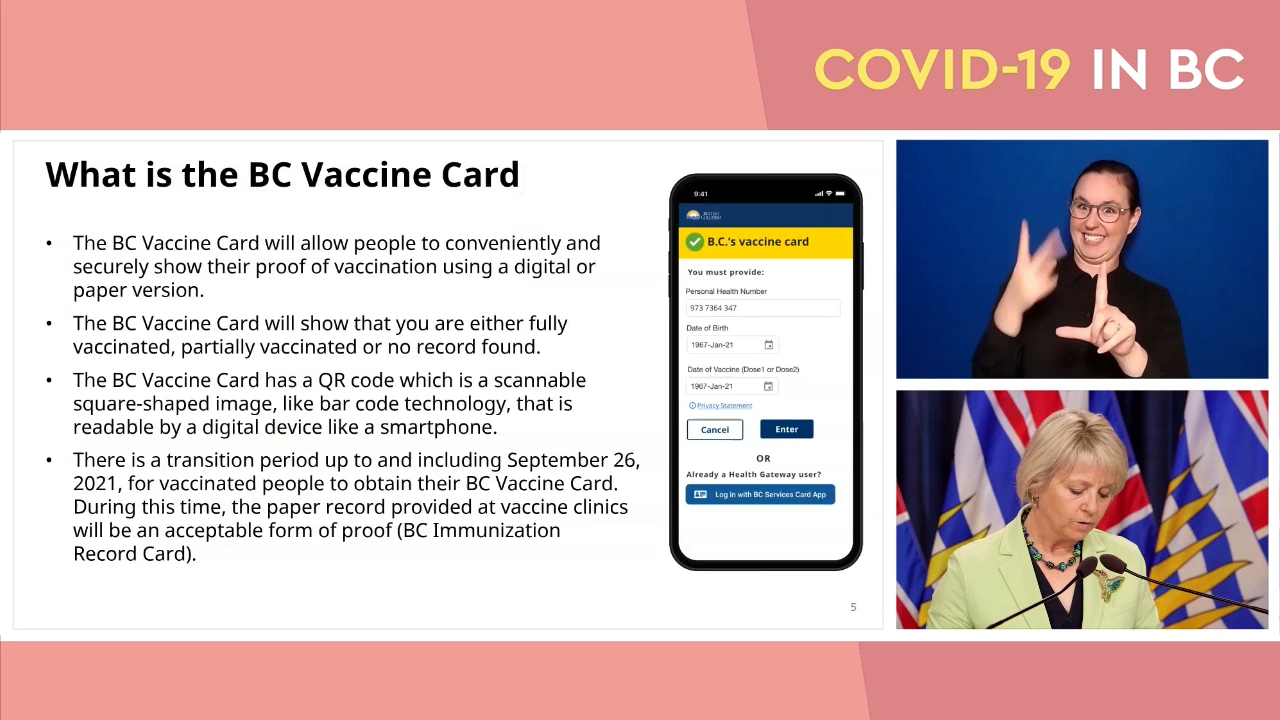 COVID-19 IN BC
What is the BC Vaccine Card
• The BC Vaccine Card will allow people to conveniently and
securely show their proof of vaccination using a digital or
paper version.
• The BC Vaccine Card will show that you are either fully
vaccinated, partially vaccinated or no record found.
• The BC Vaccine Card has a QR code which is a scannable
square-shaped image, like bar code technology, that is
readable by a digital device like a smartphone.
• There is a transition period up to and including September 26,
2021, for vaccinated people to obtain their BC Vaccine Card.
During this time, the paper record provided at vaccine clinics
will be an acceptable form of proof (BC Immunization
Record Card).
9:41
BRITISH
COLUMBIA
B.C.'s vaccine card
You must provide:
Personal Health Number
973 7364 347
Date of Birth
1967-Jan-21
Date of Vaccine (Dose1 or Dose2)
1967-Jan-21
Privacy Statement
Cancel Enter
OR
Already a Health Gateway user?
Log in with BC Services Card App
5